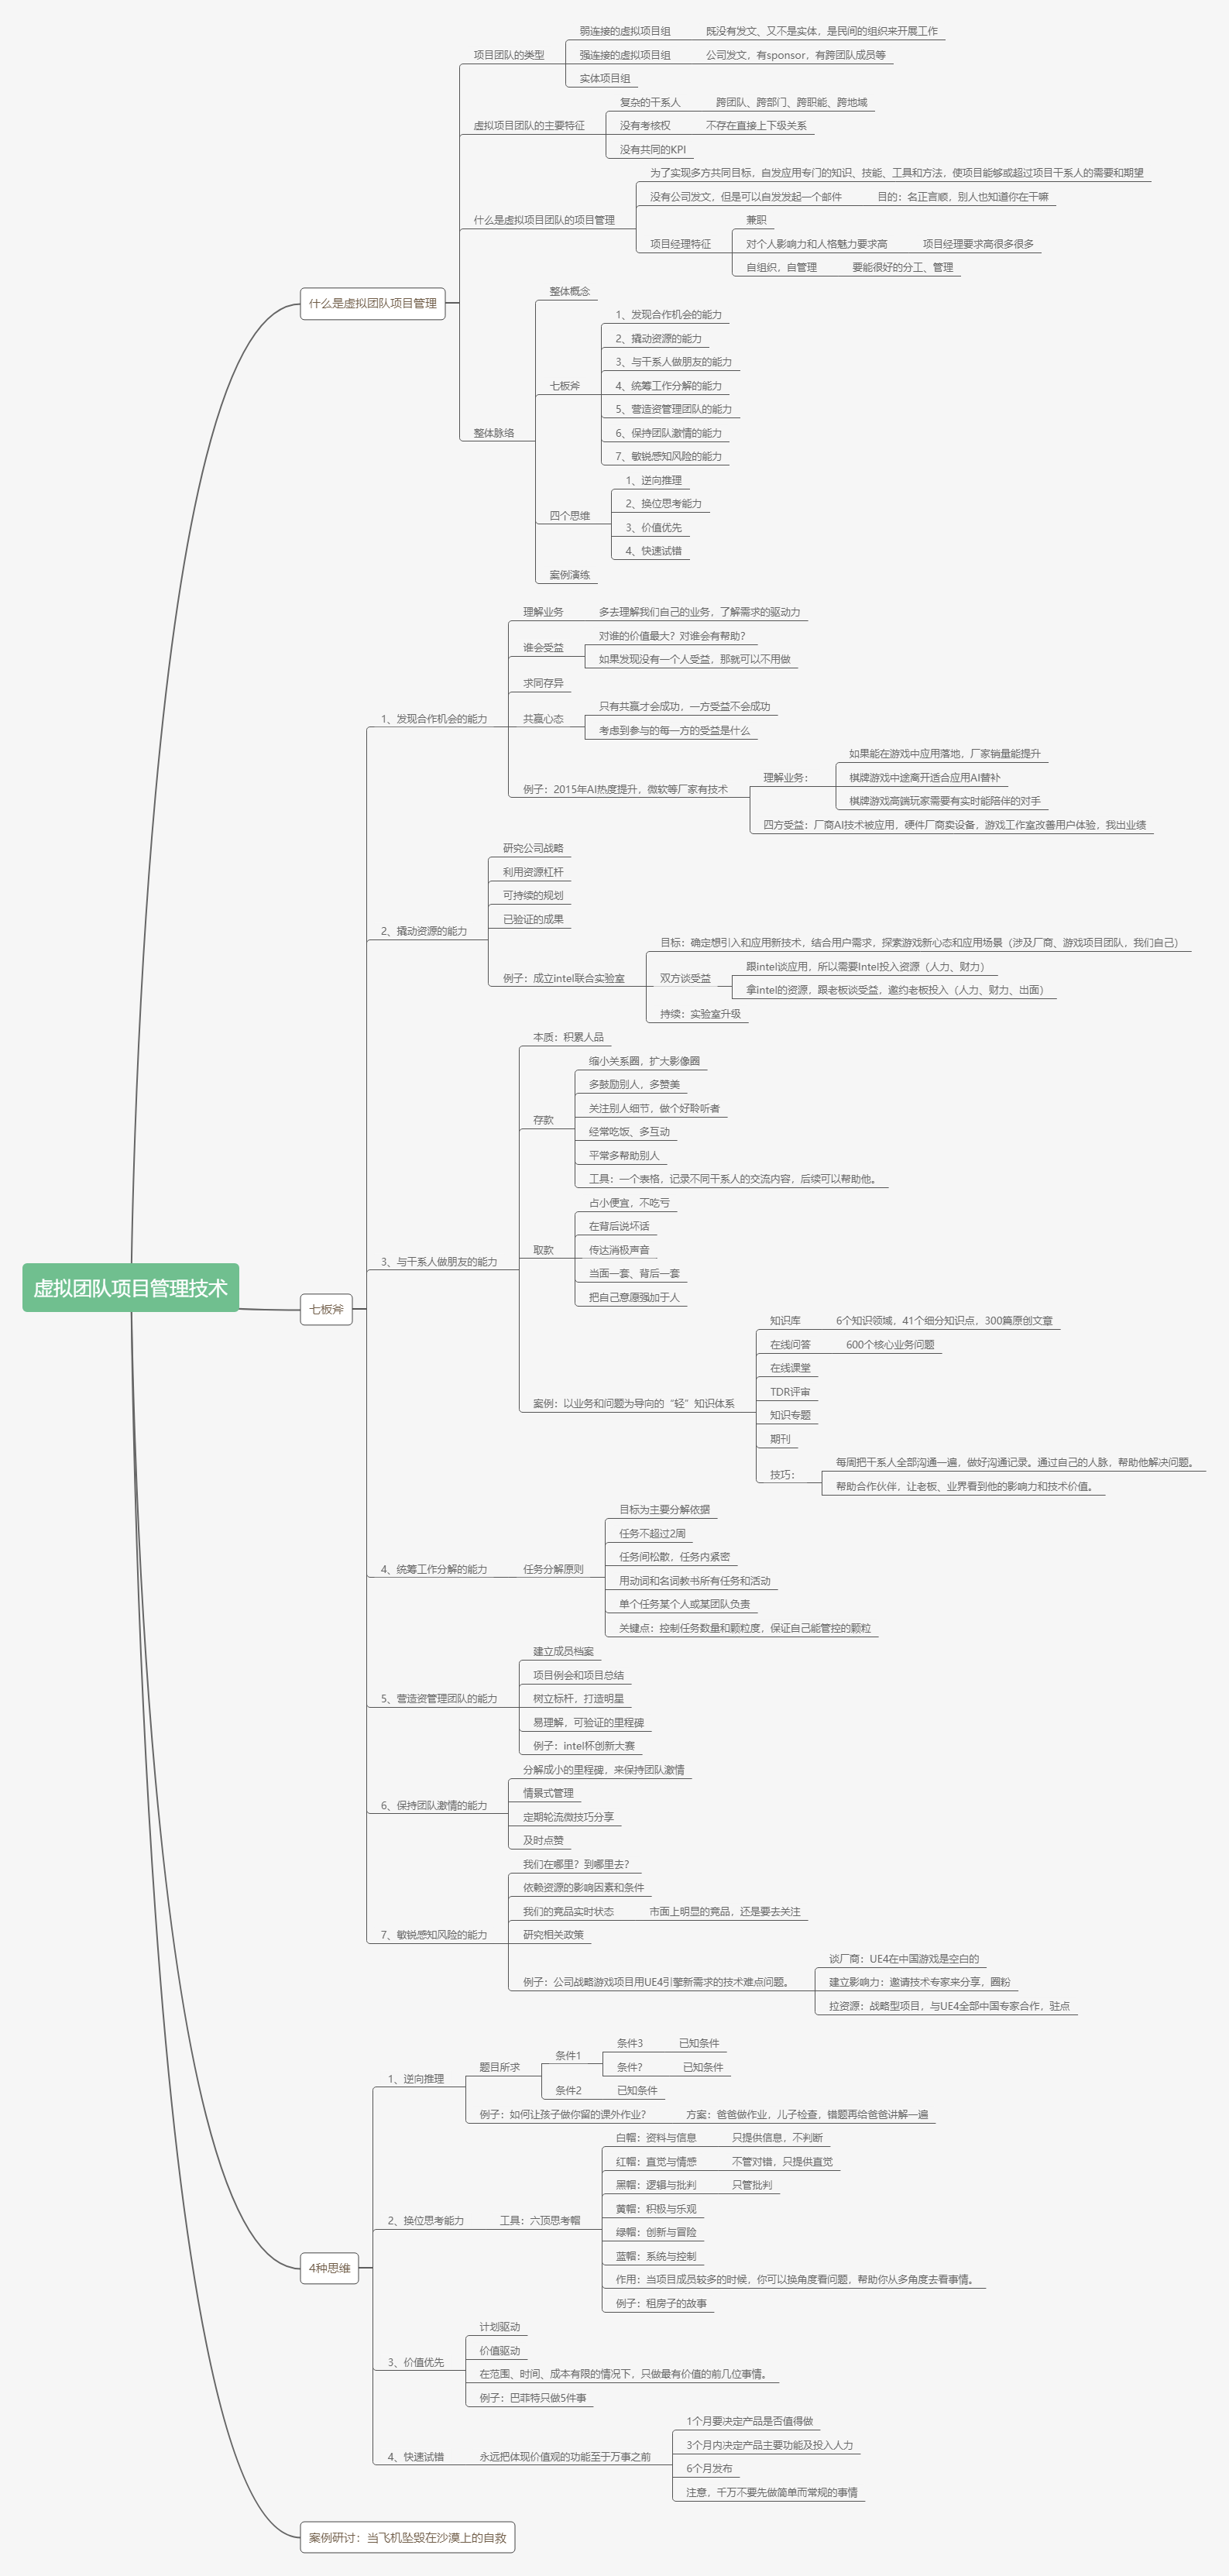 虚拟团队项目管理技术
什么是虚拟团队项目管理
项目团队的类型
弱连接的虚拟项目组
既没有发文、又不是实体，是民间的组织来开展工作
强连接的虚拟项目组
公司发文，有sponsor，有跨团队成员等
实体项目组
虚拟项目团队的主要特征
复杂的干系人
跨团队、跨部门、跨职能、跨地域
没有考核权
不存在直接上下级关系
没有共同的KPI
什么是虚拟项目团队的项目管理
为了实现多方共同目标，自发应用专门的知识、技能、工具和方法，使项目能够或超过项目干系人的需要和期望
没有公司发文，但是可以自发发起一个邮件
目的：名正言顺，别人也知道你在干嘛
项目经理特征
兼职
对个人影响力和人格魅力要求高
项目经理要求高很多很多
自组织，自管理
要能很好的分工、管理
整体脉络
整体概念
七板斧
1、发现合作机会的能力
2、撬动资源的能力
3、与干系人做朋友的能力
4、统筹工作分解的能力
5、营造资管理团队的能力
6、保持团队激情的能力
7、敏锐感知风险的能力
四个思维
1、逆向推理
2、换位思考能力
3、价值优先
4、快速试错
案例演练
七板斧
1、发现合作机会的能力
理解业务
多去理解我们自己的业务，了解需求的驱动力
谁会受益
对谁的价值最大？对谁会有帮助？
如果发现没有一个人受益，那就可以不用做
求同存异
共赢心态
只有共赢才会成功，一方受益不会成功
考虑到参与的每一方的受益是什么
例子：2015年AI热度提升，微软等厂家有技术
理解业务：
如果能在游戏中应用落地，厂家销量能提升
棋牌游戏中途离开适合应用AI替补
棋牌游戏高端玩家需要有实时能陪伴的对手
四方受益：厂商AI技术被应用，硬件厂商卖设备，游戏工作室改善用户体验，我出业绩
2、撬动资源的能力
研究公司战略
利用资源杠杆
可持续的规划
已验证的成果
例子：成立intel联合实验室
目标：确定想引入和应用新技术，结合用户需求，探索游戏新心态和应用场景（涉及厂商、游戏项目团队，我们自己）
双方谈受益
跟intel谈应用，所以需要Intel投入资源（人力、财力）
拿intel的资源，跟老板谈受益，邀约老板投入（人力、财力、出面）
持续：实验室升级
3、与干系人做朋友的能力
本质：积累人品
存款
缩小关系圈，扩大影像圈
多鼓励别人，多赞美
关注别人细节，做个好聆听者
经常吃饭、多互动
平常多帮助别人
工具：一个表格，记录不同干系人的交流内容，后续可以帮助他。
取款
占小便宜，不吃亏
在背后说坏话
传达消极声音
当面一套、背后一套
把自己意愿强加于人
案例：以业务和问题为导向的“轻”知识体系
知识库
6个知识领域，41个细分知识点，300篇原创文章
在线问答
600个核心业务问题
在线课堂
TDR评审
知识专题
期刊
技巧：
每周把干系人全部沟通一遍，做好沟通记录。通过自己的人脉，帮助他解决问题。
帮助合作伙伴，让老板、业界看到他的影响力和技术价值。
4、统筹工作分解的能力
任务分解原则
目标为主要分解依据
任务不超过2周
任务间松散，任务内紧密
用动词和名词教书所有任务和活动
单个任务某个人或某团队负责
关键点：控制任务数量和颗粒度，保证自己能管控的颗粒
5、营造资管理团队的能力
建立成员档案
项目例会和项目总结
树立标杆，打造明星
易理解，可验证的里程碑
例子：intel杯创新大赛
6、保持团队激情的能力
分解成小的里程碑，来保持团队激情
情景式管理
定期轮流微技巧分享
及时点赞
7、敏锐感知风险的能力
我们在哪里？到哪里去？
依赖资源的影响因素和条件
我们的竞品实时状态
市面上明显的竞品，还是要去关注
研究相关政策
例子：公司战略游戏项目用UE4引擎新需求的技术难点问题。
谈厂商：UE4在中国游戏是空白的
建立影响力：邀请技术专家来分享，圈粉
拉资源：战略型项目，与UE4全部中国专家合作，驻点
4种思维
1、逆向推理
题目所求
条件1
条件3
已知条件
条件？
已知条件
条件2
已知条件
例子：如何让孩子做你留的课外作业？
方案：爸爸做作业，儿子检查，错题再给爸爸讲解一遍
2、换位思考能力
工具：六顶思考帽
白帽：资料与信息
只提供信息，不判断
红帽：直觉与情感
不管对错，只提供直觉
黑帽：逻辑与批判
只管批判
黄帽：积极与乐观
绿帽：创新与冒险
蓝帽：系统与控制
作用：当项目成员较多的时候，你可以换角度看问题，帮助你从多角度去看事情。
例子：租房子的故事
3、价值优先
计划驱动
价值驱动
在范围、时间、成本有限的情况下，只做最有价值的前几位事情。
例子：巴菲特只做5件事
4、快速试错
永远把体现价值观的功能至于万事之前
1个月要决定产品是否值得做
3个月内决定产品主要功能及投入人力
6个月发布
注意，千万不要先做简单而常规的事情
案例研讨：当飞机坠毁在沙漠上的自救